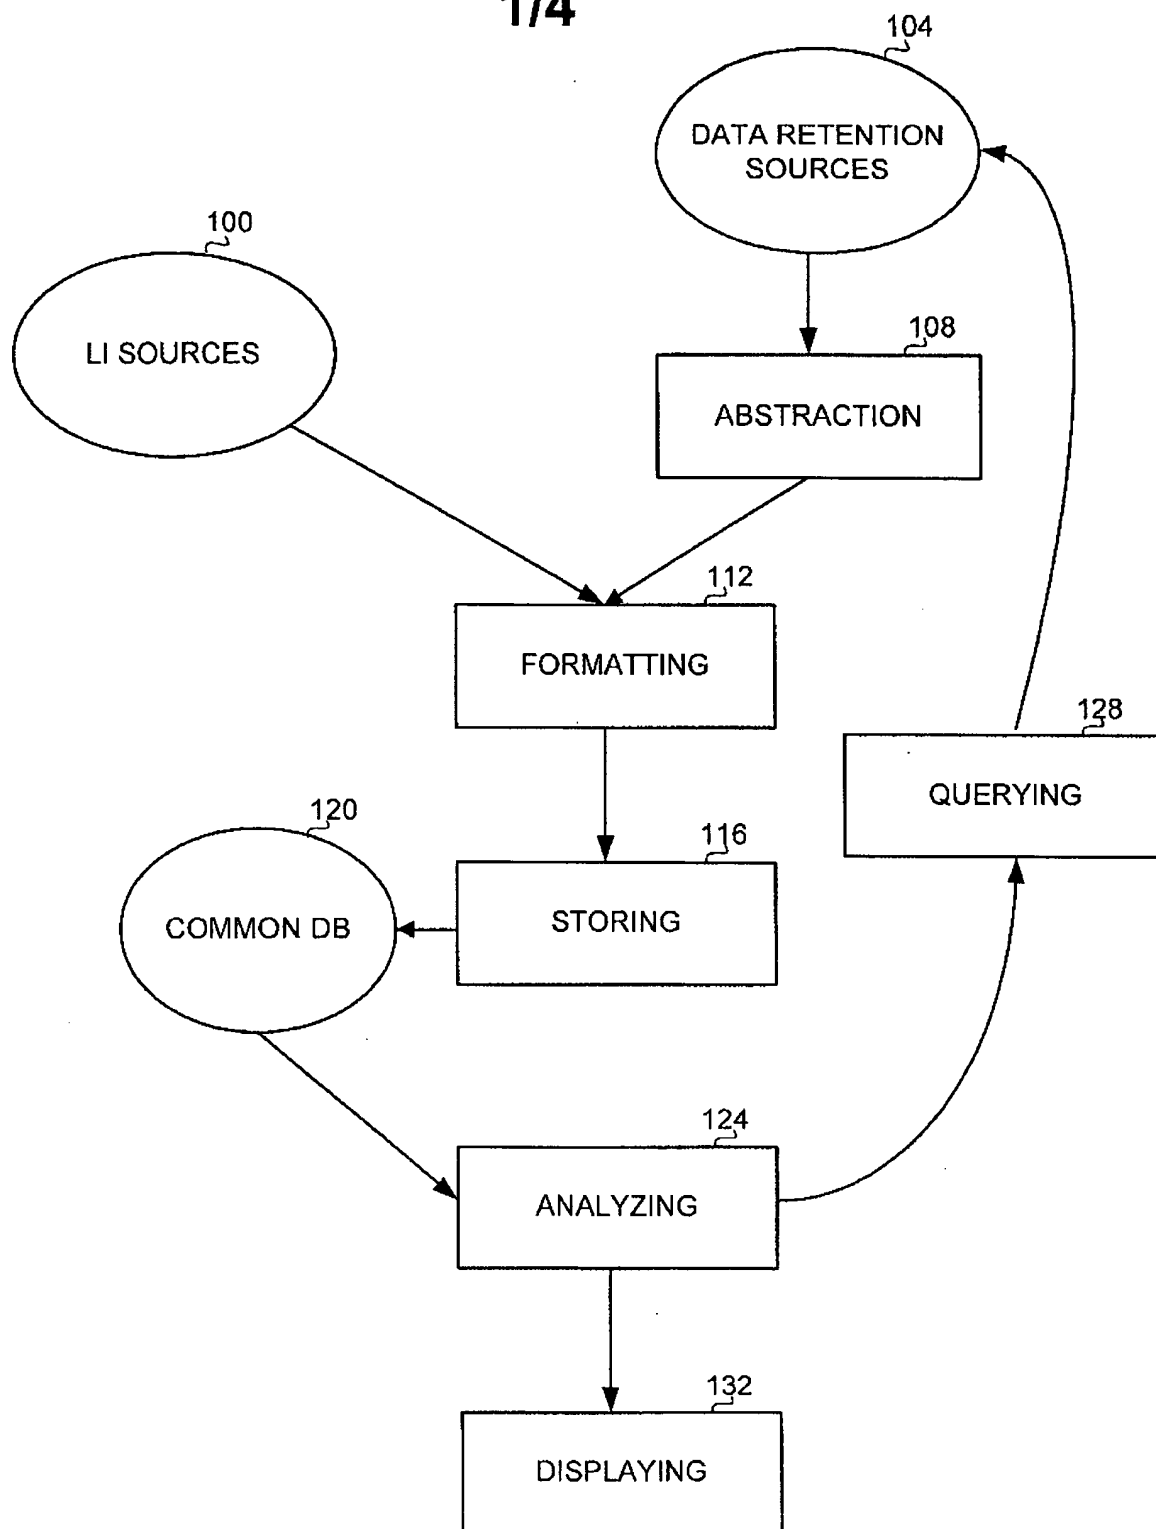 1/4
104
DATA RETENTION
SOURCES
100
LI SOURCES
108
ABSTRACTION
112
FORMATTING
128
QUERYING
120
COMMON DB
116
STORING
124
ANALYZING
132
DISPLAYING